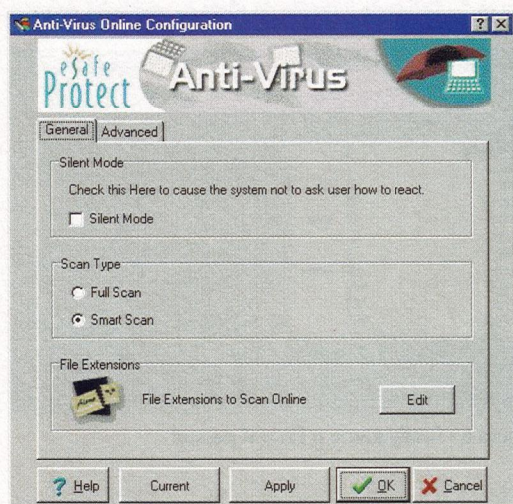 Anti-Virus Online Configuration
eSafe
Protect
Anti-Virus
General
Advanced
Silent Mode
Check this Here to cause the system not to ask user how to react.
Silent Mode
Scan Type
Full Scan
Smart Scan
File Extensions
File Extensions to Scan Online
Edit
? Help
Current
Apply
OK
Cancel